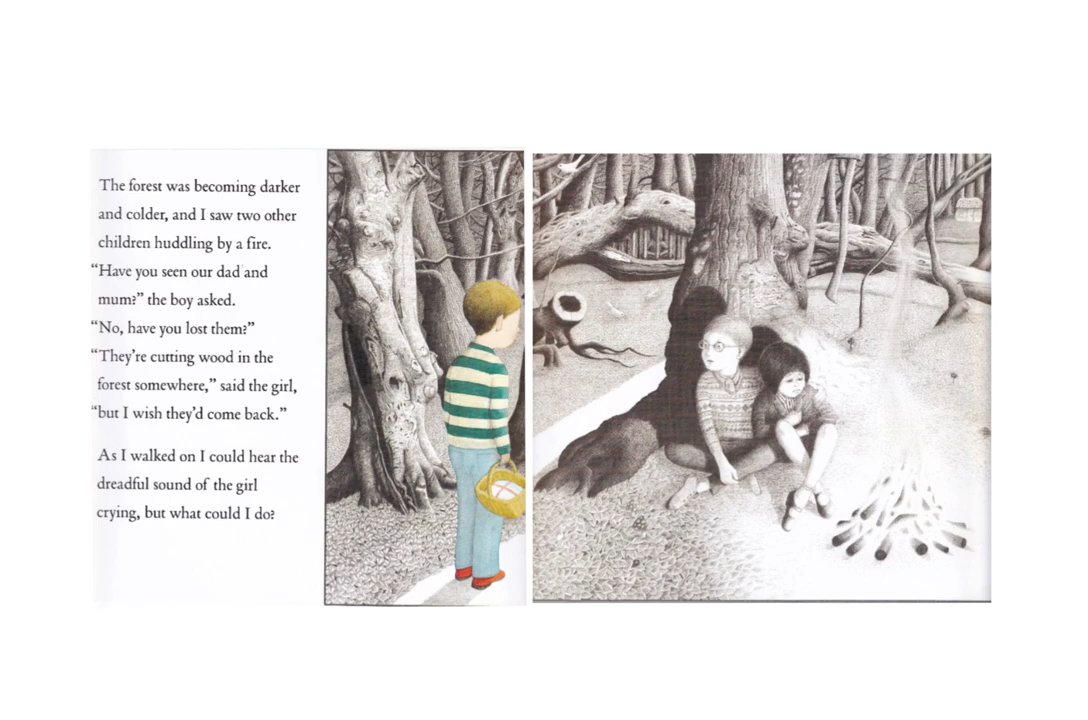 The forest was becoming darker
and colder, and I saw two other
children huddling by a fire.
“Have you seen our dad and
mum?” the boy asked.
“No, have you lost them?”
“They’re cutting wood in the
forest somewhere,” said the girl,
“but I wish they’d come back.”
As I walked on I could hear the
dreadful sound of the girl
crying, but what could I do?